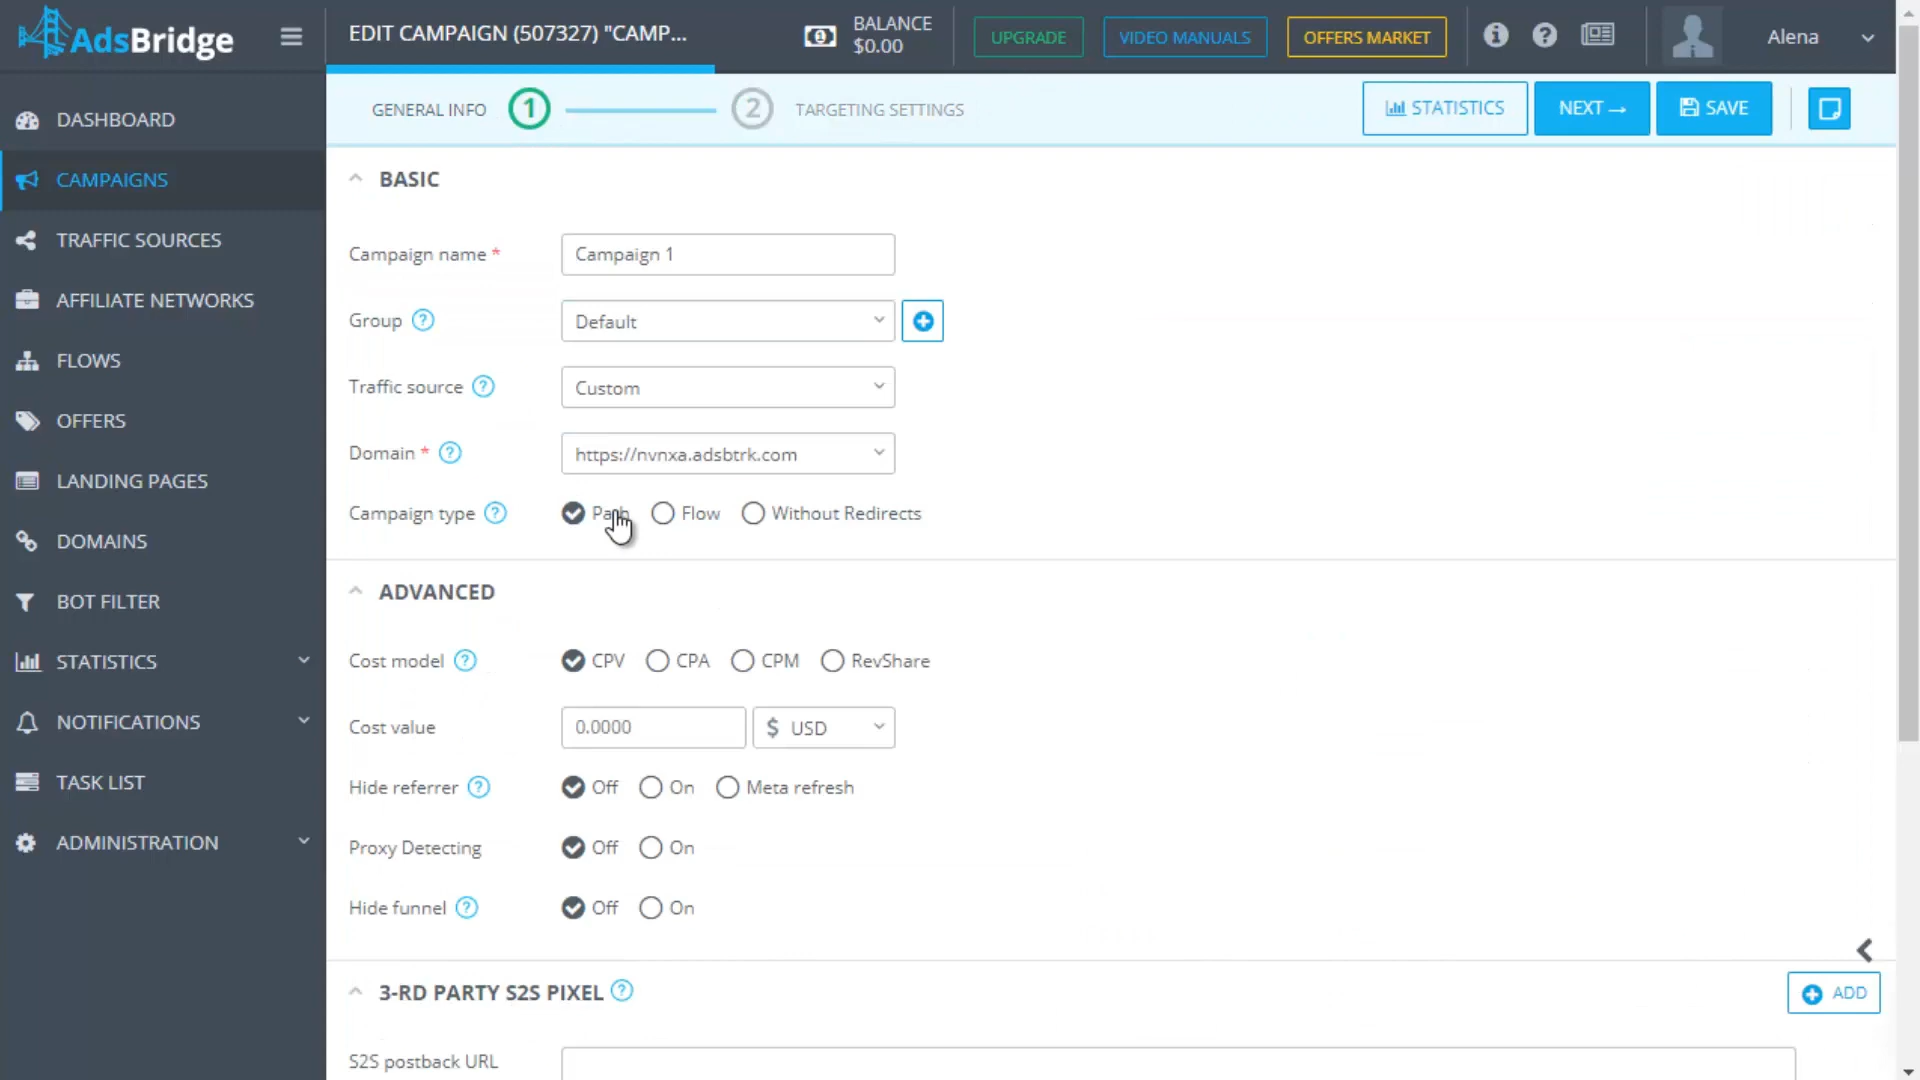 AdsBridge
EDIT CAMPAIGN (507327) "CAMP...
BALANCE
$0.00
UPGRADE
VIDEO MANUALS
OFFERS MARKET
Alena
GENERAL INFO
1
2
TARGETING SETTINGS
STATISTICS
NEXT →
SAVE
DASHBOARD
CAMPAIGNS
TRAFFIC SOURCES
AFFILIATE NETWORKS
FLOWS
OFFERS
LANDING PAGES
DOMAINS
BOT FILTER
STATISTICS
NOTIFICATIONS
TASK LIST
ADMINISTRATION
BASIC
Campaign name * Campaign 1
Group ? Default
Traffic source ? Custom
Domain * ? https://nvnxa.adsbtrk.com
Campaign type ? Path Flow Without Redirects
ADVANCED
Cost model ? CPV CPA CPM RevShare
Cost value 0.0000 $ USD
Hide referrer ? Off On Meta refresh
Proxy Detecting Off On
Hide funnel ? Off On
3-RD PARTY S2S PIXEL ?
ADD
S2S postback URL